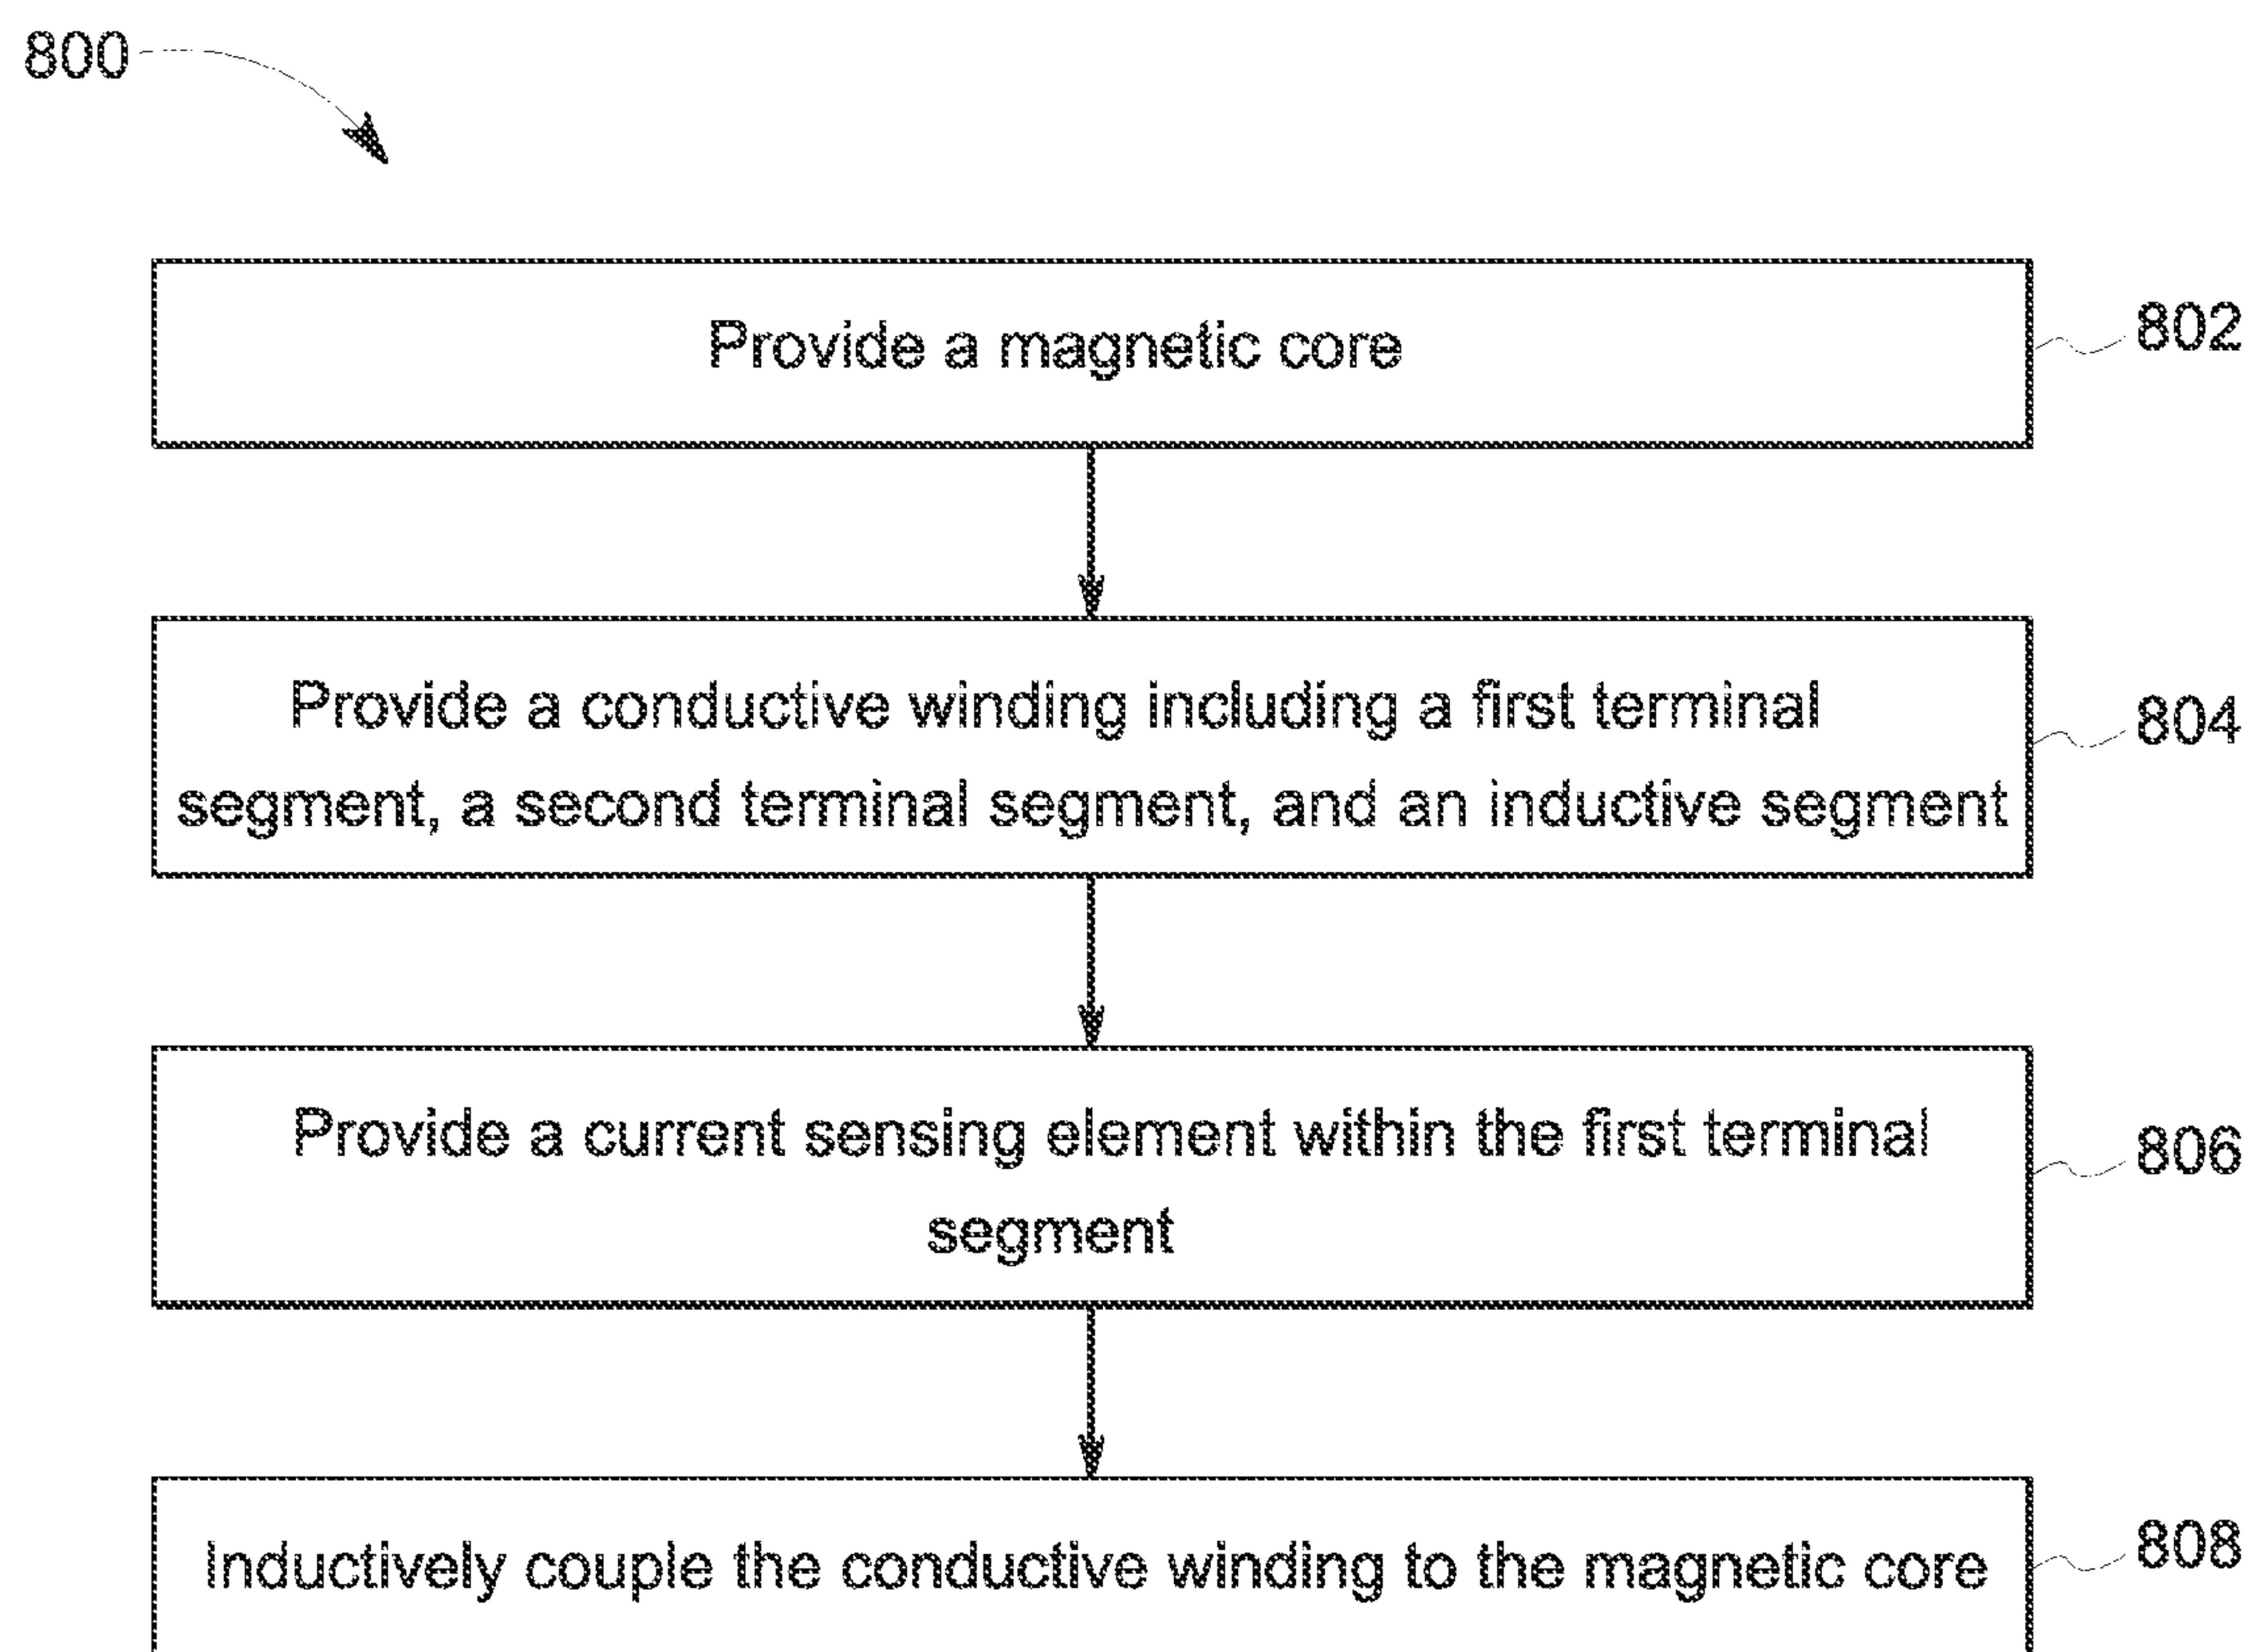 800
Provide a magnetic core
802
Provide a conductive winding including a first terminal
segment, a second terminal segment, and an inductive segment
804
Provide a current sensing element within the first terminal
segment
806
Inductively couple the conductive winding to the magnetic core
808